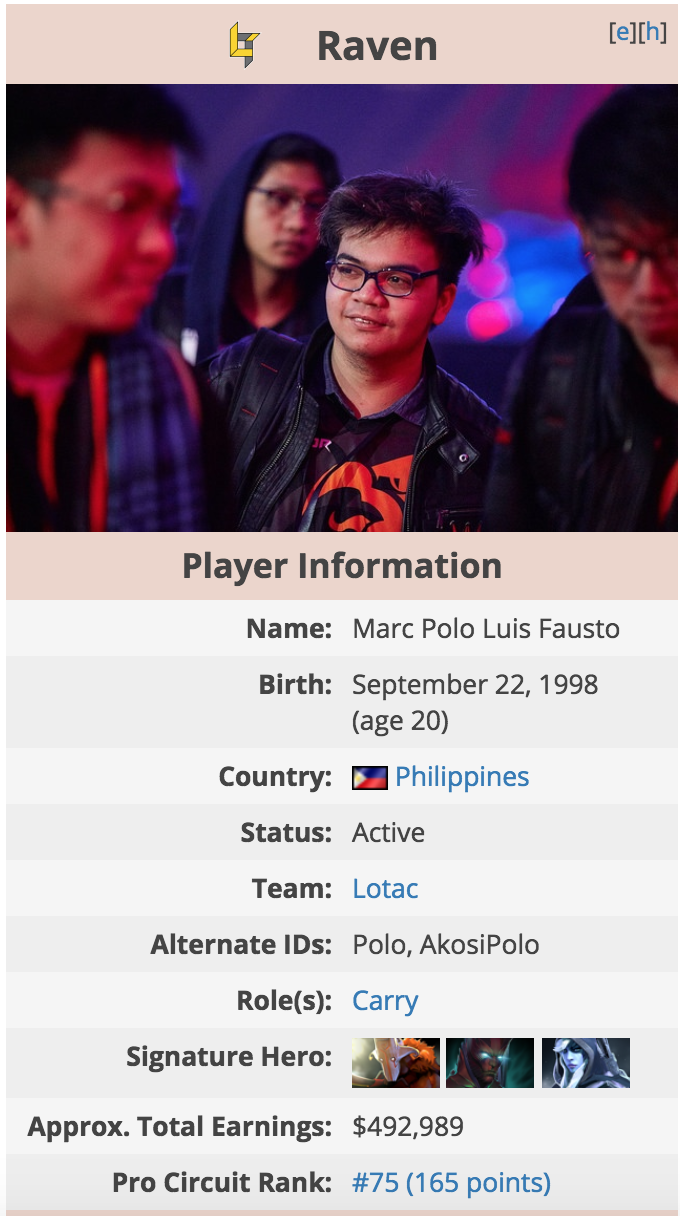 Raven
[e][h]
Player Information
Name: Marc Polo Luis Fausto
Birth: September 22, 1998
(age 20)
Country: Philippines
Status: Active
Team: Lotac
Alternate IDs: Polo, AkosiPolo
Role(s): Carry
Signature Hero:
Approx. Total Earnings: $492,989
Pro Circuit Rank: #75 (165 points)